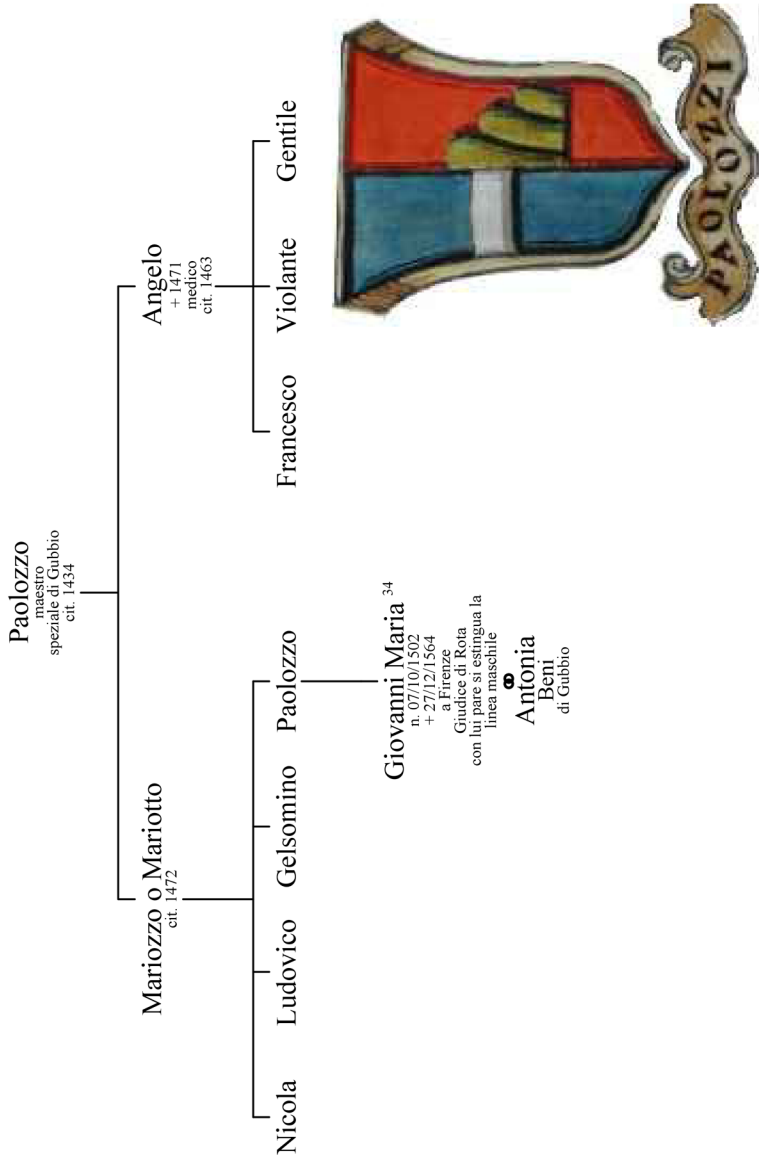 Paolozzo
maestro
speziale di Gubbio
cit. 1434
Mariozzo o Mariotto
cit. 1472
Angelo
+ 1471
medico
cit. 1463
Nicola
Ludovico
Gelsomino
Paolozzo
Francesco
Violante
Gentile
Giovanni Maria 34
n. 07/10/1502
+ 27/12/1564
a Firenze
Giudice di Rota
con lui pare si estingua la
linea maschile
Antonia
Beni
di Gubbio
PAOLOZZI